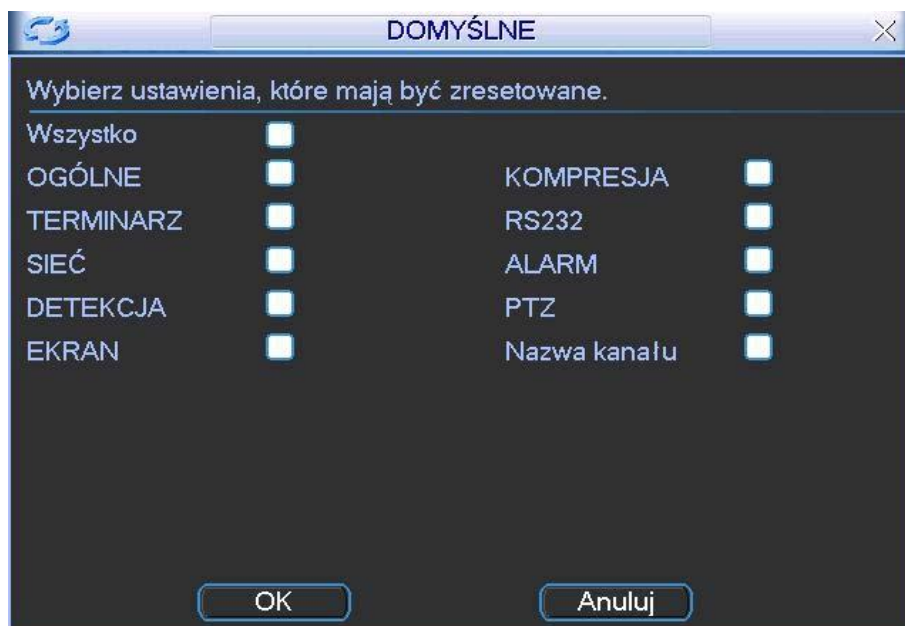 DOMYŚLNE
Wybierz ustawienia, które mają być zresetowane.
Wszystko
OGÓLNE KOMPRESJA
TERMINARZ RS232
SIEĆ ALARM
DETEKCJA PTZ
EKRAN Nazwa kanału
OK Anuluj